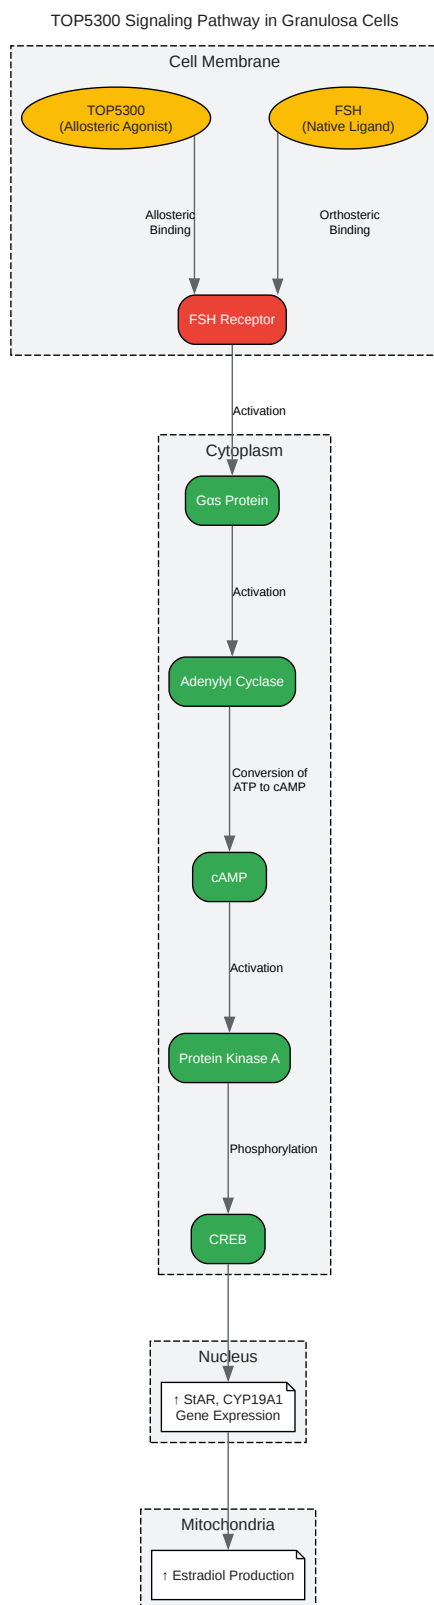 TOP5300 Signaling Pathway in Granulosa Cells
Cell Membrane
TOP5300
(Allosteric Agonist)
FSH
(Native Ligand)
Allosteric
Binding
Orthosteric
Binding
FSH Receptor
Activation
Cytoplasm
Gαs Protein
Activation
Adenylyl Cyclase
Conversion of
ATP to cAMP
cAMP
Activation
Protein Kinase A
Phosphorylation
CREB
Nucleus
↑ StAR, CYP19A1
Gene Expression
Mitochondria
↑ Estradiol Production